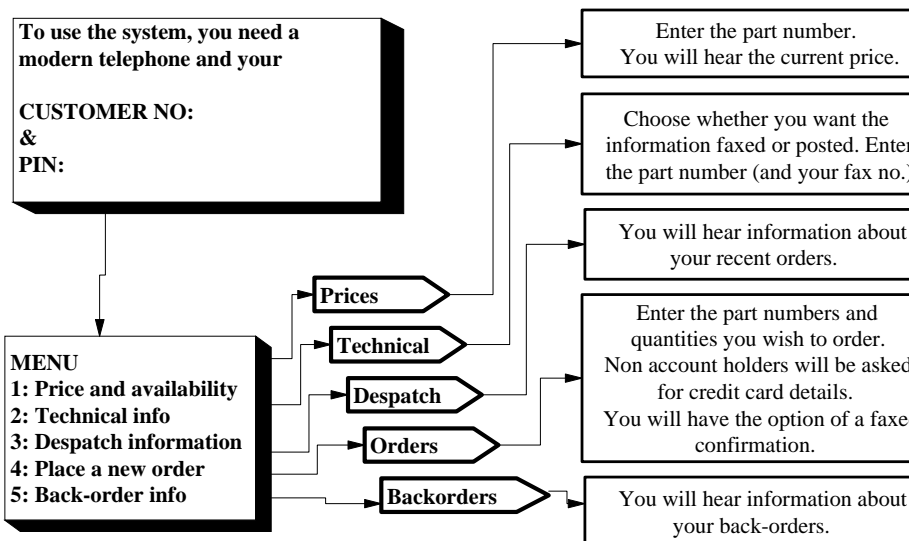 To use the system, you need a
modern telephone and your
CUSTOMER NO:
&
PIN:
MENU
1: Price and availability
2: Technical info
3: Despatch information
4: Place a new order
5: Back-order info
Prices
Technical
Despatch
Orders
Backorders
Enter the part number.
You will hear the current price.
Choose whether you want the
information faxed or posted. Enter
the part number (and your fax no.)
You will hear information about
your recent orders.
Enter the part numbers and
quantities you wish to order.
Non account holders will be asked
for credit card details.
You will have the option of a faxe
confirmation.
You will hear information about
your back-orders.